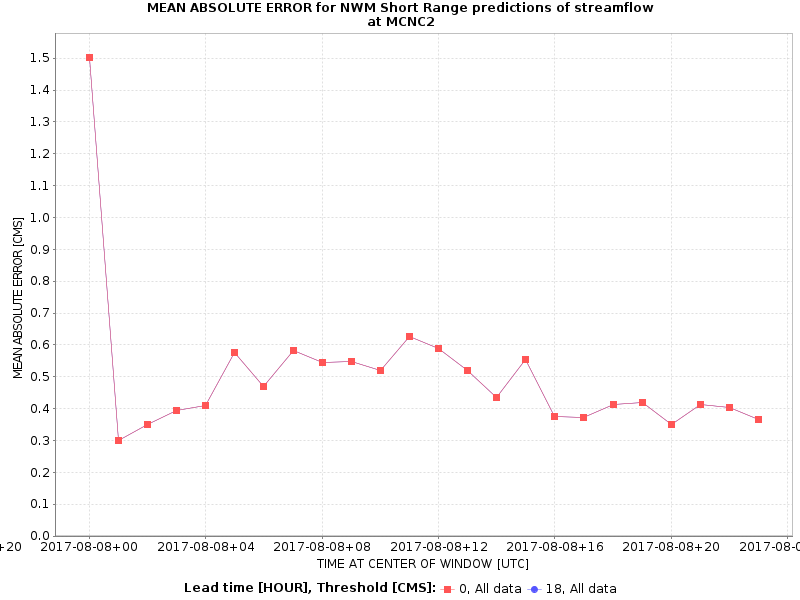 MEAN ABSOLUTE ERROR for NWM Short Range predictions of streamflow
at MCNC2
1.5
1.4
1.3
1.2
1.1
1.0
0.9
0.8
0.7
0.6
0.5
0.4
0.3
0.2
0.1
0.0
MEAN ABSOLUTE ERROR [CMS]
+20 2017-08-08+00 2017-08-08+04 2017-08-08+08 2017-08-08+12 2017-08-08+16 2017-08-08+20 2017-08-0
TIME AT CENTER OF WINDOW [UTC]
Lead time [HOUR], Threshold [CMS]: 0, All data 18, All data